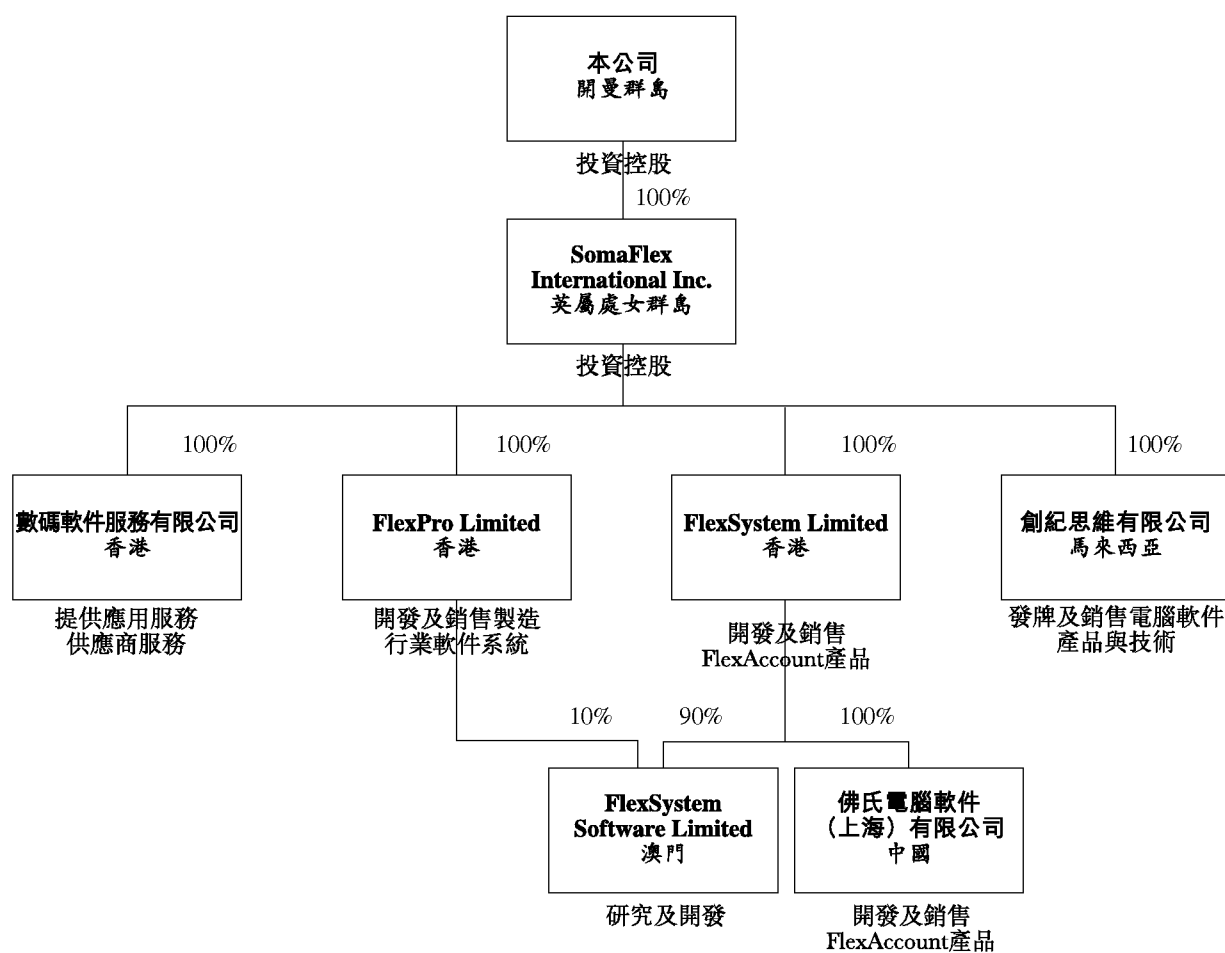 本公司
開曼群島
投資控股
100%
SomaFlex
International Inc.
英屬處女群島
投資控股
100%
100%
100%
100%
數碼軟件服務有限公司
香港
提供應用服務
供應商服務
FlexPro Limited
香港
開發及銷售製造
行業軟件系統
FlexSystem Limited
香港
開發及銷售
FlexAccount產品
創紀思維有限公司
馬來西亞
發牌及銷售電腦軟件
產品與技術
10%
90%
100%
FlexSystem
Software Limited
澳門
研究及開發
佛氏電腦軟件
（上海）有限公司
中國
開發及銷售
FlexAccount產品